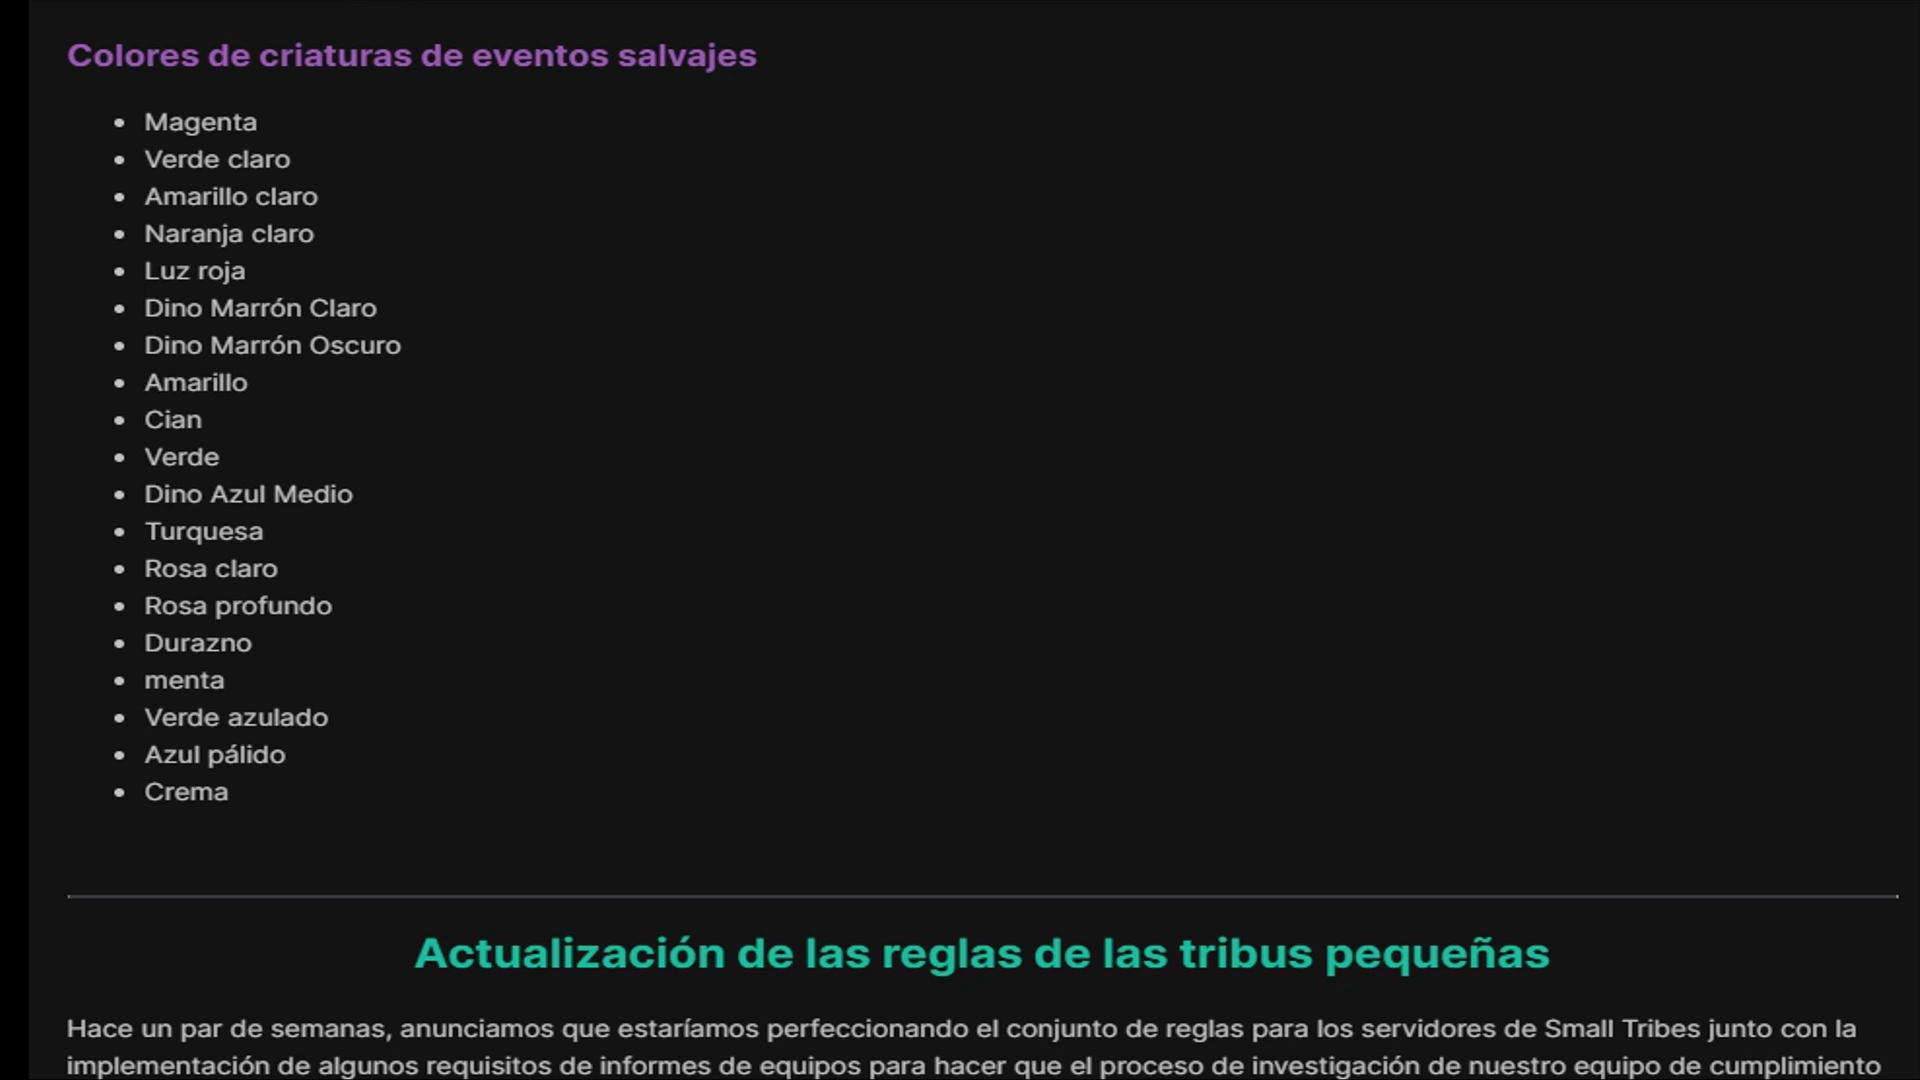 Colores de criaturas de eventos salvajes
Magenta
Verde claro
Amarillo claro
Naranja claro
Luz roja
Dino Marrón Claro
Dino Marrón Oscuro
Amarillo
Cian
Verde
Dino Azul Medio
Turquesa
Rosa claro
Rosa profundo
Durazno
menta
Verde azulado
Azul pálido
Crema
Actualización de las reglas de las tribus pequeñas
Hace un par de semanas, anunciamos que estaríamos perfeccionando el conjunto de reglas para los servidores de Small Tribes junto con la
implementación de algunos requisitos de informes de equipos para hacer que el proceso de investigación de nuestro equipo de cumplimiento